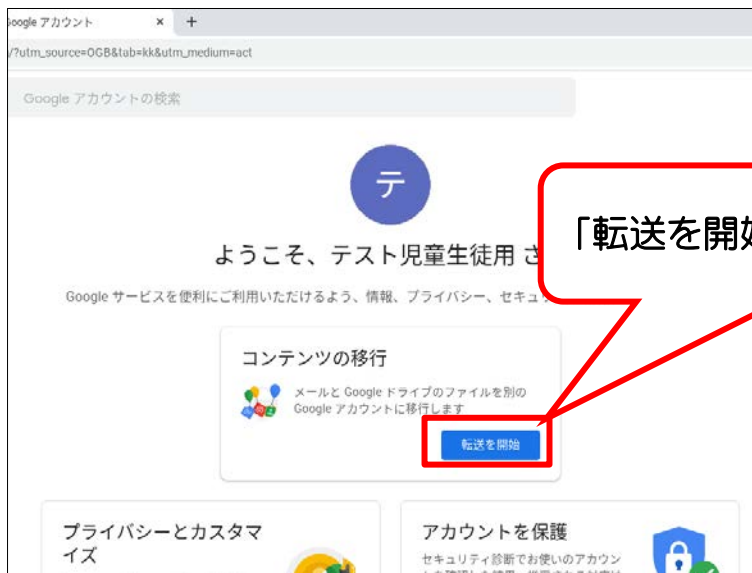 oogle アカウント × +
/?utm_source=OGB&tab=kk&utm_medium=act
Google アカウントの検索
テ
ようこそ、テスト児童生徒用 さ
「転送を開
Google サービスを便利にご利用いただけるよう、情報、プライバシー、セキュ
コンテンツの移行
メールと Google ドライブのファイルを別の
Google アカウントに移行します
転送を開始
プライバシーとカスタマ
イズ
アカウントを保護
セキュリティ診断でお使いのアカウン